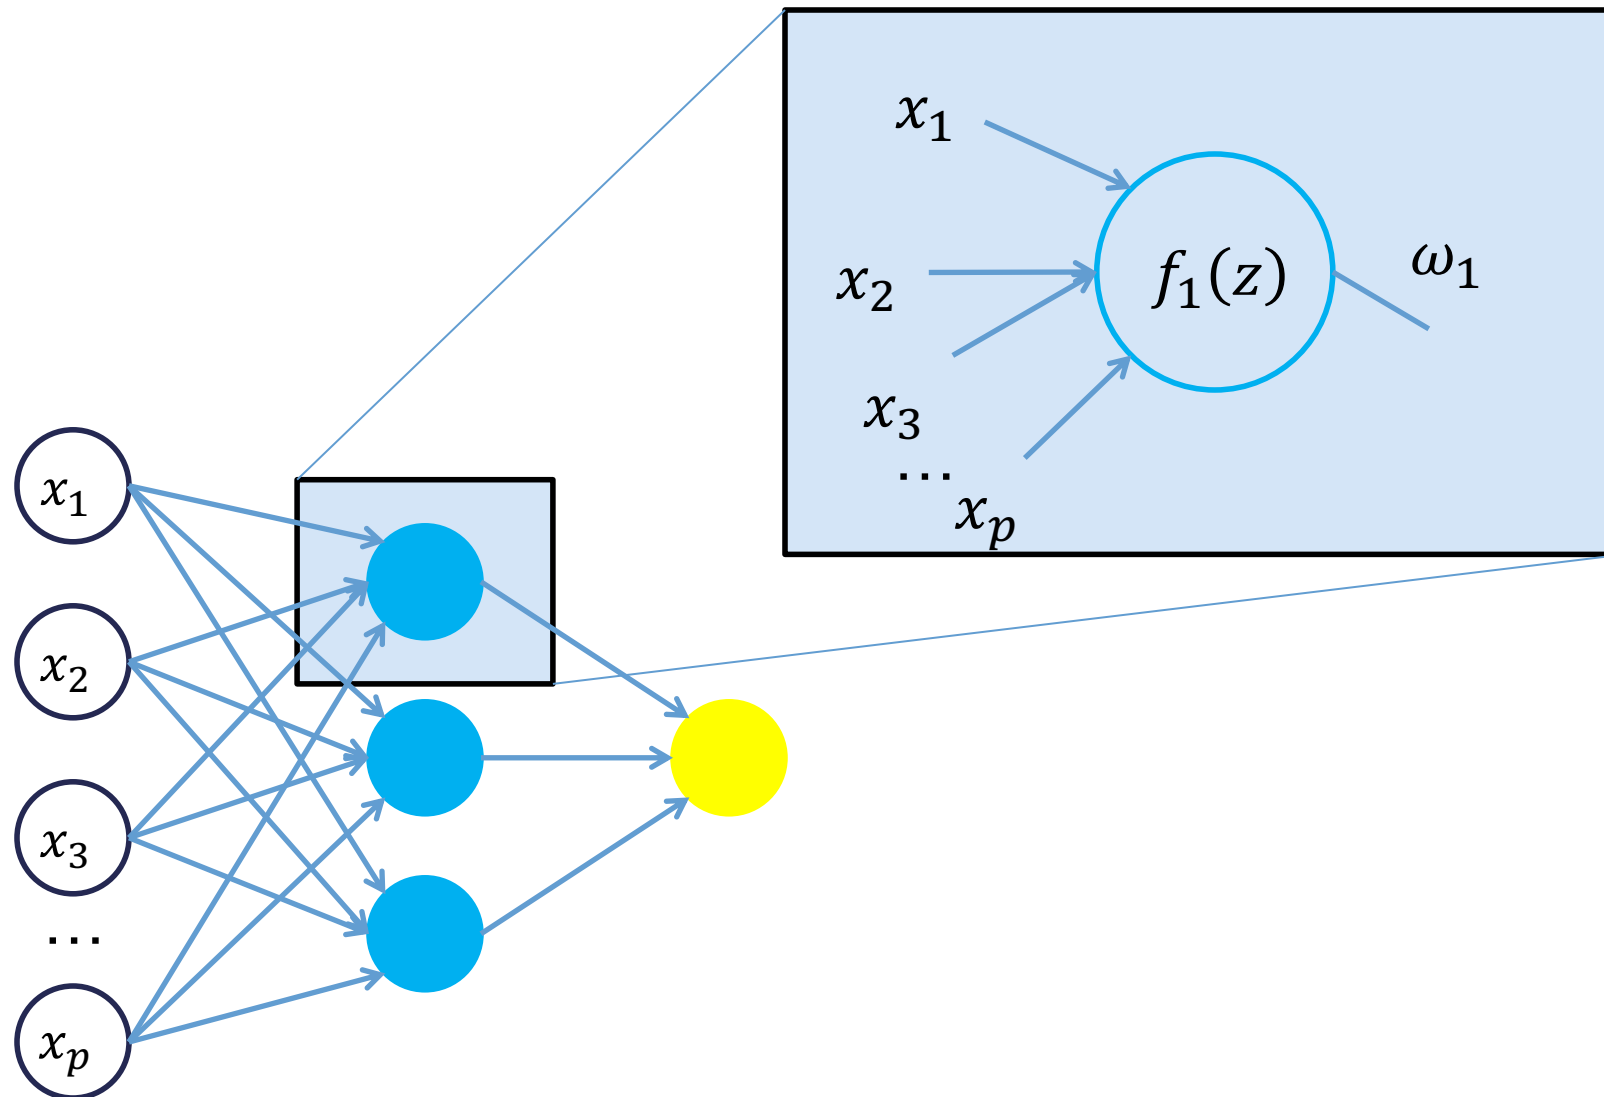 x₁
x₂
x₃
…
xₚ
x₁
x₂
x₃
…
xₚ
f₁(z)
ω₁